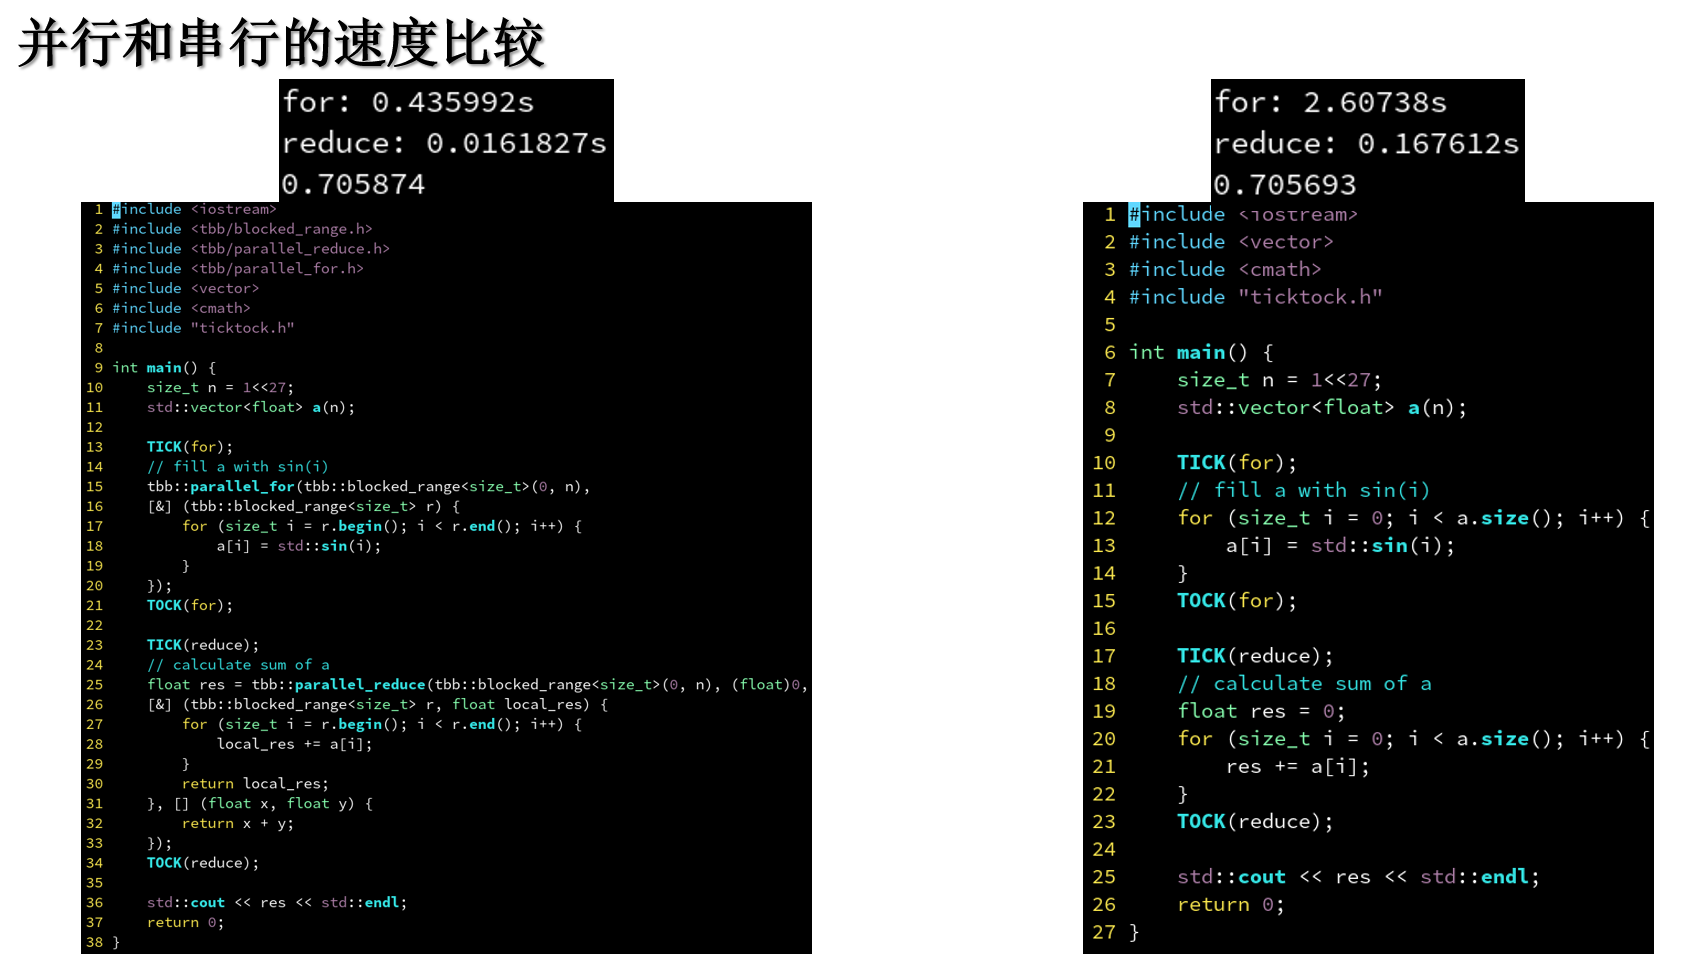 并行和串行的速度比较
for: 0.435992s
reduce: 0.0161827s
0.705874
1 #include <iostream>
2 #include <tbb/blocked_range.h>
3 #include <tbb/parallel_reduce.h>
4 #include <tbb/parallel_for.h>
5 #include <vector>
6 #include <cmath>
7 #include "ticktock.h"
8
9 int main() {
10     size_t n = 1<<27;
11     std::vector<float> a(n);
12
13     TICK(for);
14     // fill a with sin(i)
15     tbb::parallel_for(tbb::blocked_range<size_t>(0, n),
16     [&] (tbb::blocked_range<size_t> r) {
17         for (size_t i = r.begin(); i < r.end(); i++) {
18             a[i] = std::sin(i);
19         }
20     });
21     TOCK(for);
22
23     TICK(reduce);
24     // calculate sum of a
25     float res = tbb::parallel_reduce(tbb::blocked_range<size_t>(0, n), (float)0,
26     [&] (tbb::blocked_range<size_t> r, float local_res) {
27         for (size_t i = r.begin(); i < r.end(); i++) {
28             local_res += a[i];
29         }
30         return local_res;
31     }, [] (float x, float y) {
32         return x + y;
33     });
34     TOCK(reduce);
35
36     std::cout << res << std::endl;
37     return 0;
38 }
for: 2.60738s
reduce: 0.167612s
0.705693
1 #include <iostream>
2 #include <vector>
3 #include <cmath>
4 #include "ticktock.h"
5
6 int main() {
7     size_t n = 1<<27;
8     std::vector<float> a(n);
9
10     TICK(for);
11     // fill a with sin(i)
12     for (size_t i = 0; i < a.size(); i++) {
13         a[i] = std::sin(i);
14     }
15     TOCK(for);
16
17     TICK(reduce);
18     // calculate sum of a
19     float res = 0;
20     for (size_t i = 0; i < a.size(); i++) {
21         res += a[i];
22     }
23     TOCK(reduce);
24
25     std::cout << res << std::endl;
26     return 0;
27 }